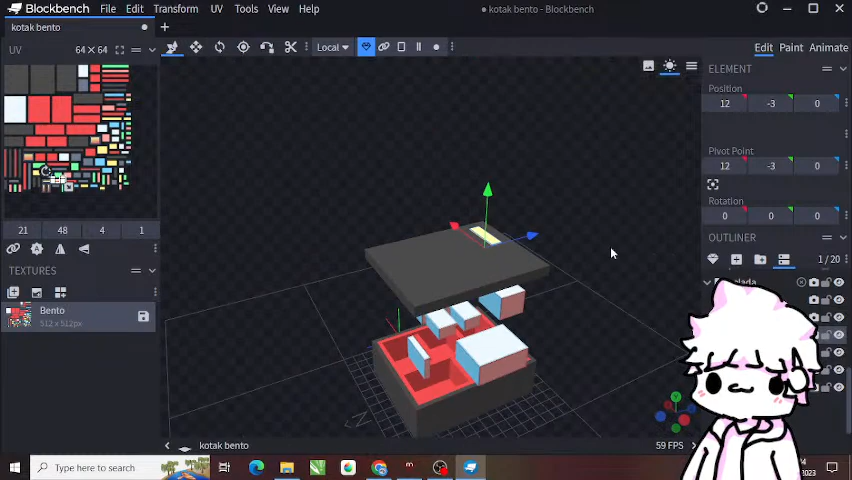 Blockbench
File Edit Transform UV Tools View Help
● kotak bento - Blockbench
kotak bento
UV 64 × 64
Local
Edit Paint Animate
ELEMENT
Position
12 -3 0
Pivot Point
12 -3 0
Rotation
0 0 0
OUTLINER
1 / 20
21 48 4 1
TEXTURES
Bento
512 x 512px
kotak bento
59 FPS
Type here to search